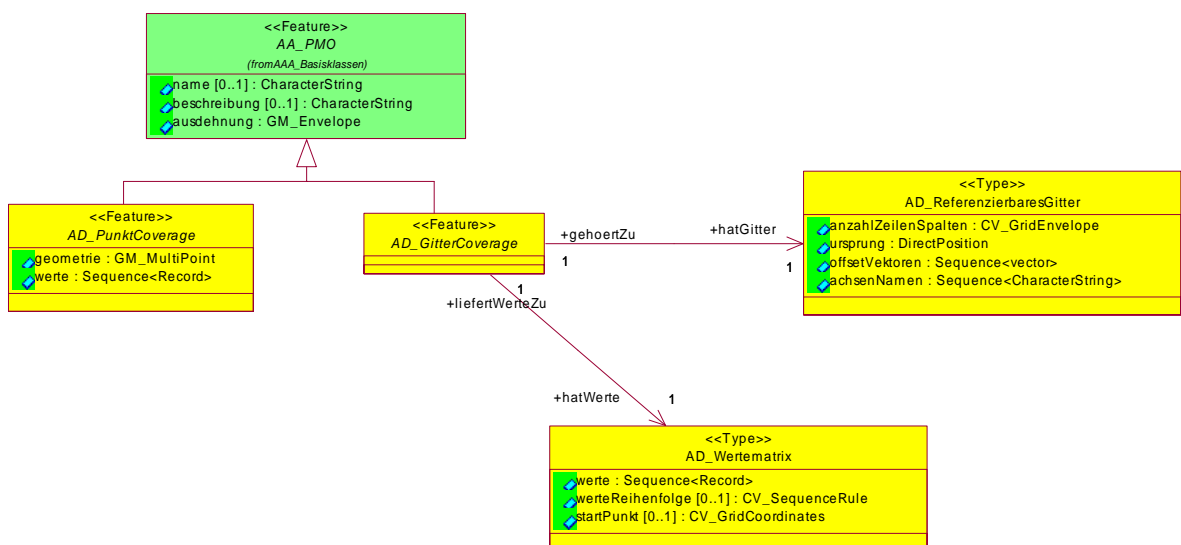 <<Feature>>
AA_PMO
(fromAAA_Basisklassen)
name [0..1] : CharacterString
beschreibung [0..1] : CharacterString
ausdehnung : GM_Envelope
<<Feature>>
AD_PunktCoverage
geometrie : GM_MultiPoint
werte : Sequence<Record>
<<Feature>>
AD_GitterCoverage
+gehoertZu
+hatGitter
1
1
<<Type>>
AD_ReferenzierbaresGitter
anzahlZeilenSpalten : CV_GridEnvelope
ursprung : DirectPosition
offsetVektoren : Sequence<vector>
achsenNamen : Sequence<CharacterString>
1
+liefertWerteZu
+hatWerte
1
<<Type>>
AD_Wertematrix
werte : Sequence<Record>
werteReihenfolge [0..1] : CV_SequenceRule
startPunkt [0..1] : CV_GridCoordinates